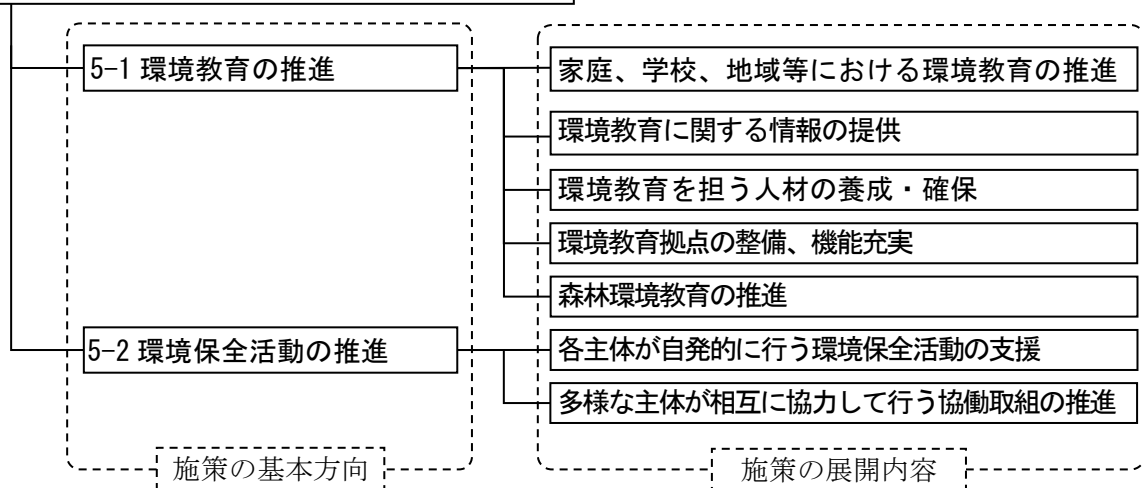 5-1 環境教育の推進
家庭、学校、地域等における環境教育の推進
環境教育に関する情報の提供
環境教育を担う人材の養成・確保
環境教育拠点の整備、機能充実
森林環境教育の推進
5-2 環境保全活動の推進
各主体が自発的に行う環境保全活動の支援
多様な主体が相互に協力して行う協働取組の推進
施策の基本方向
施策の展開内容